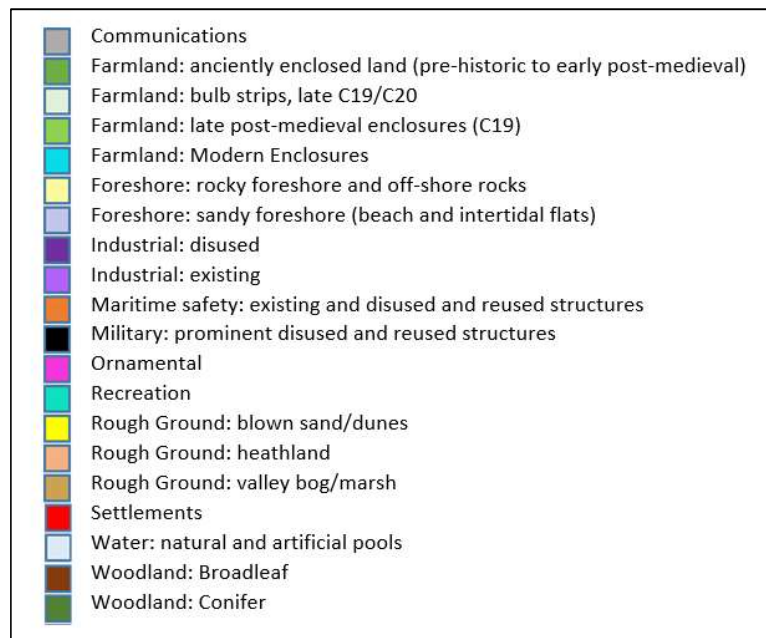 Communications
Farmland: anciently enclosed land (pre-historic to early post-medieval)
Farmland: bulb strips, late C19/C20
Farmland: late post-medieval enclosures (C19)
Farmland: Modern Enclosures
Foreshore: rocky foreshore and off-shore rocks
Foreshore: sandy foreshore (beach and intertidal flats)
Industrial: disused
Industrial: existing
Maritime safety: existing and disused and reused structures
Military: prominent disused and reused structures
Ornamental
Recreation
Rough Ground: blown sand/dunes
Rough Ground: heathland
Rough Ground: valley bog/marsh
Settlements
Water: natural and artificial pools
Woodland: Broadleaf
Woodland: Conifer